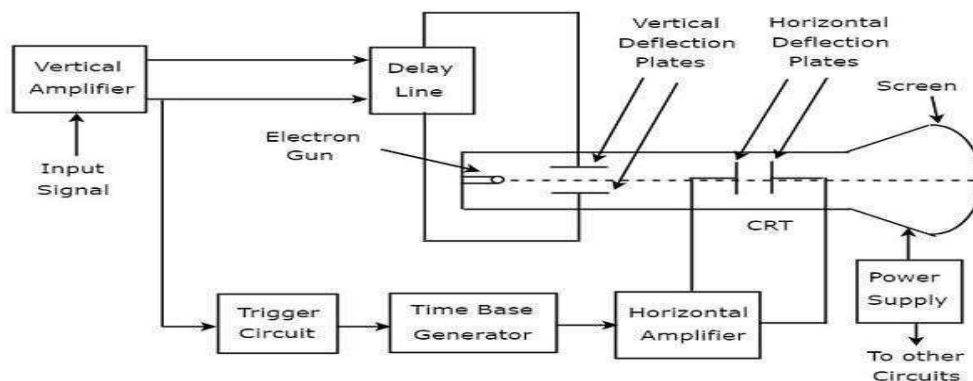 Vertical
Amplifier
Input
Signal
Delay
Line
Electron
Gun
Vertical
Deflection
Plates
Horizontal
Deflection
Plates
Screen
CRT
Trigger
Circuit
Time Base
Generator
Horizontal
Amplifier
Power
Supply
To other
Circuits